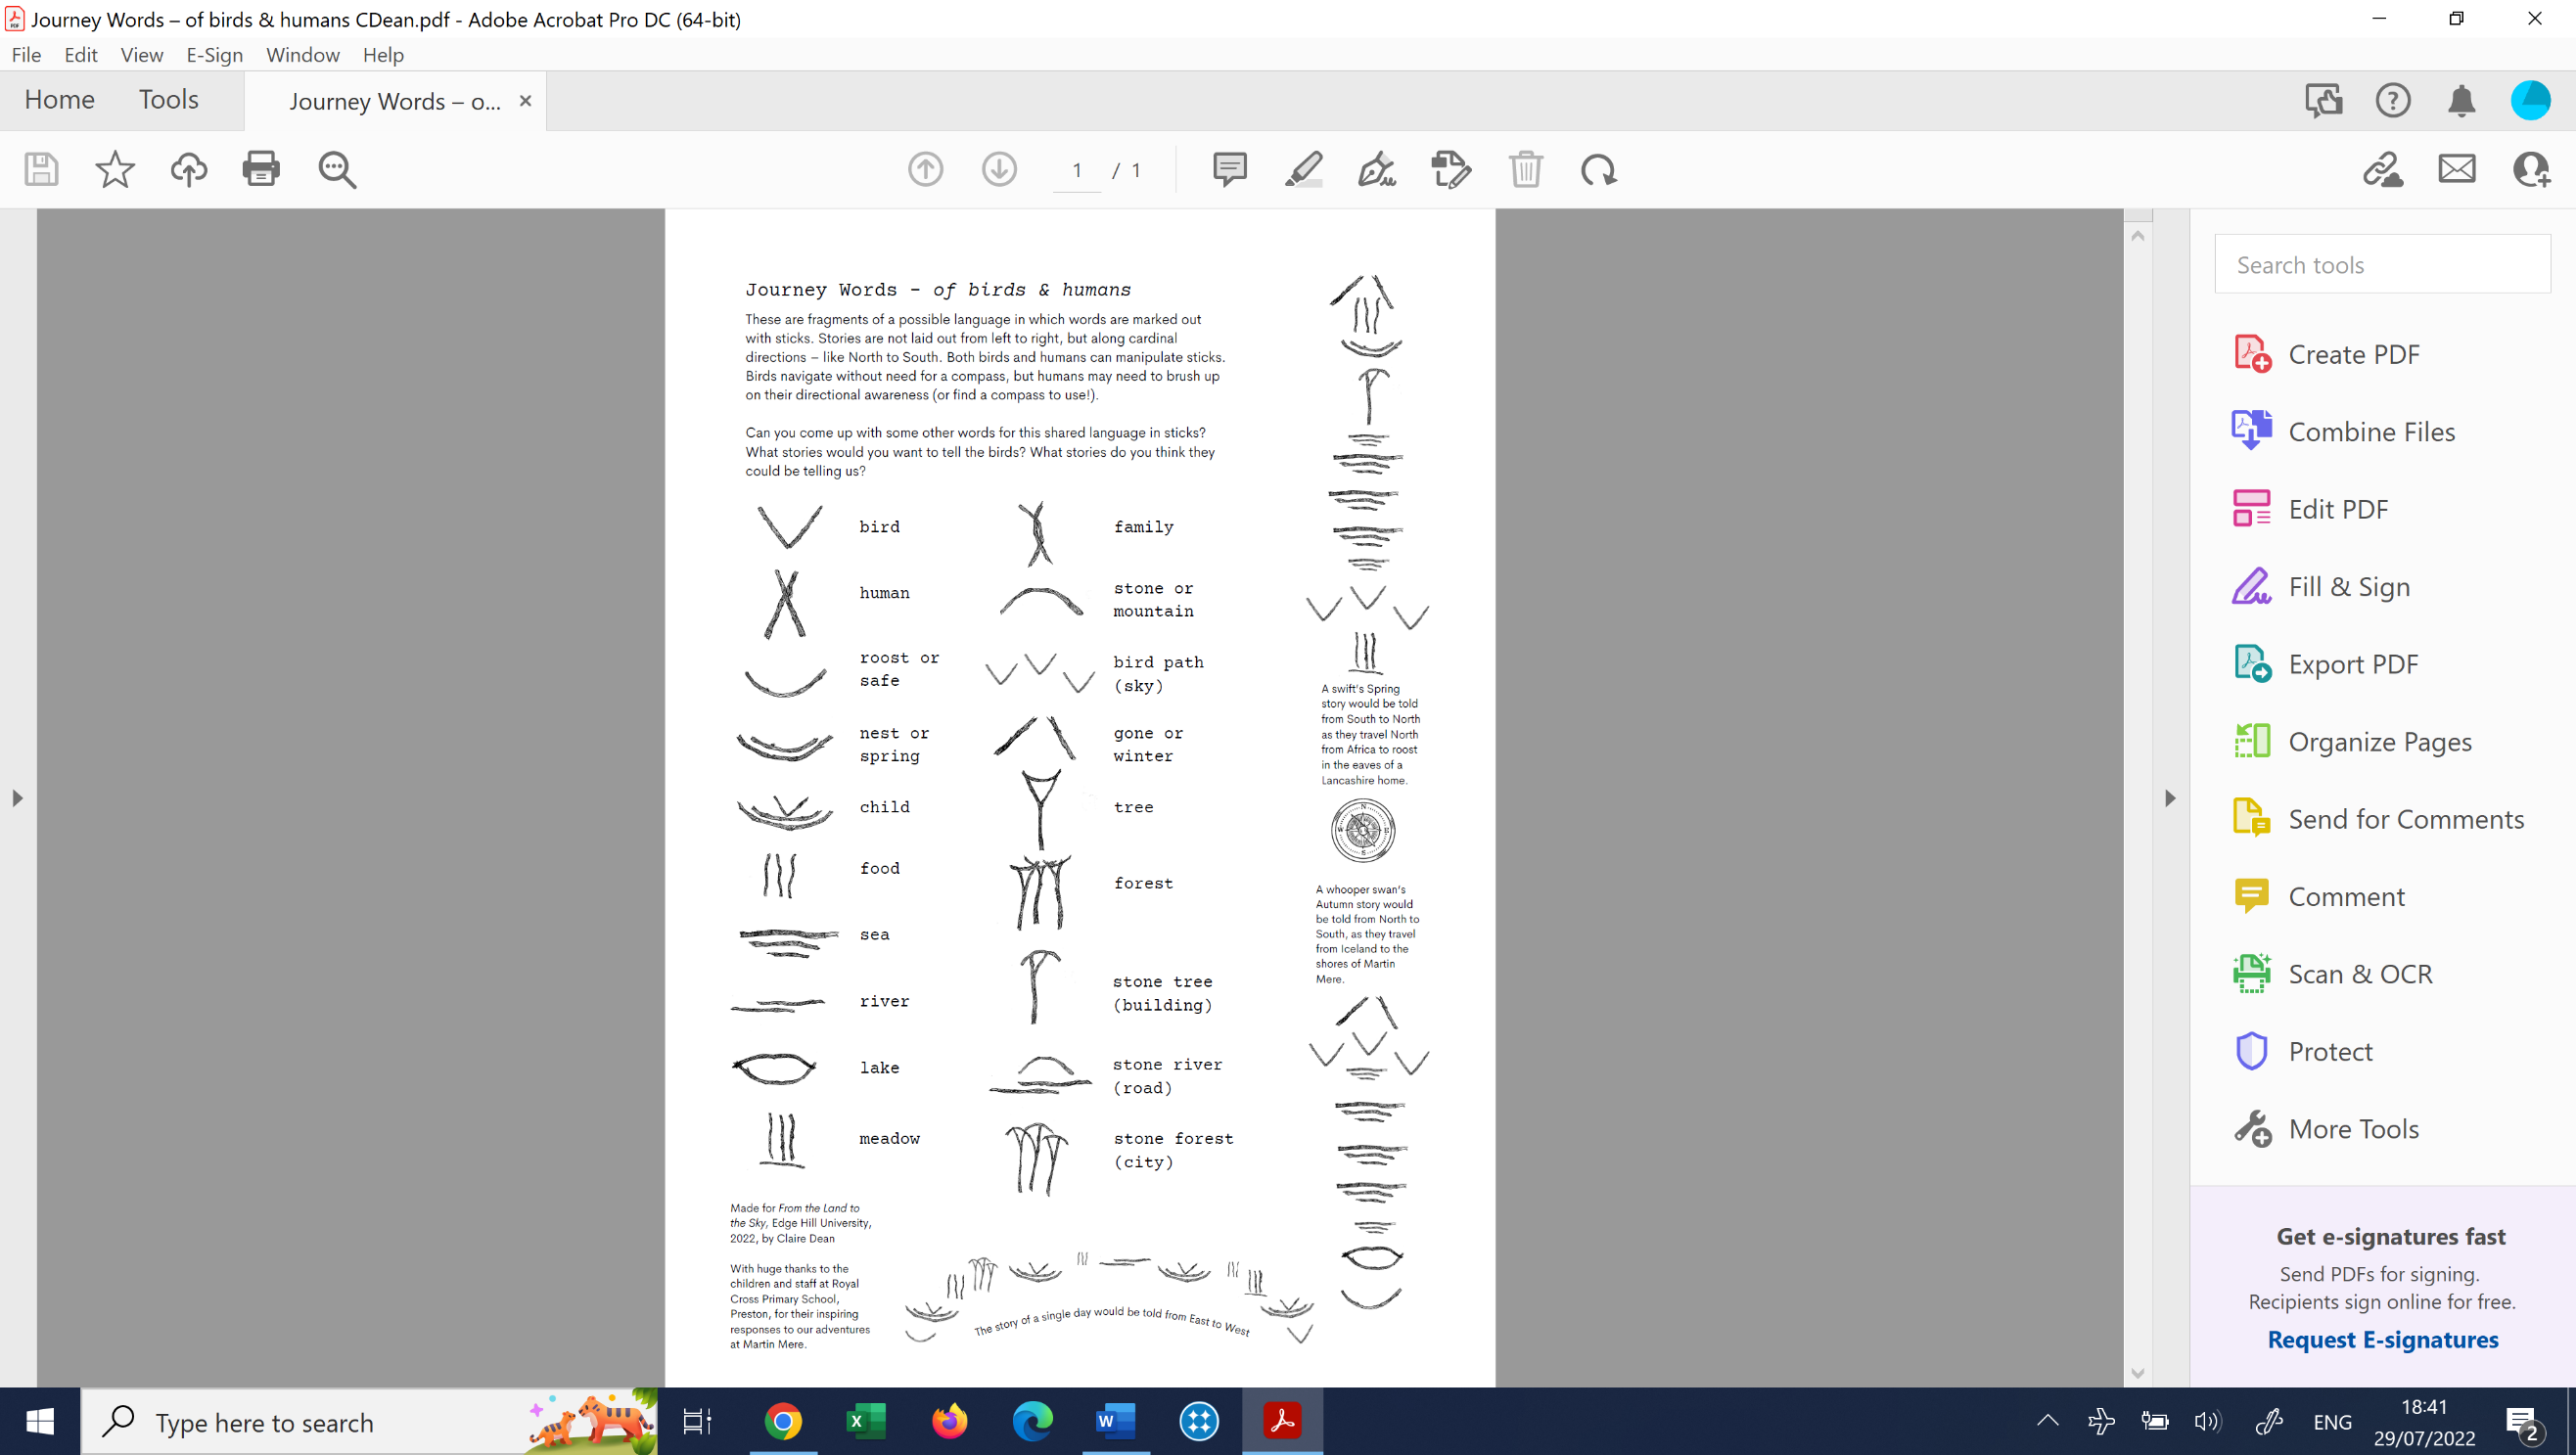 Journey Words – of birds & humans CDean.pdf - Adobe Acrobat Pro DC (64-bit)
File Edit View E-Sign Window Help
Home Tools Journey Words – o... ×
1 / 1
Journey Words - of birds & humans
These are fragments of a possible language in which words are marked out
with sticks. Stories are not laid out from left to right, but along cardinal
directions – like North to South. Both birds and humans can manipulate sticks.
Birds navigate without need for a compass, but humans may need to brush up
on their directional awareness (or find a compass to use!).
Can you come up with some other words for this shared language in sticks?
What stories would you want to tell the birds? What stories do you think they
could be telling us?
bird
human
roost or
safe
nest or
spring
child
food
sea
river
lake
meadow
family
stone or
mountain
bird path
(sky)
gone or
winter
tree
forest
stone tree
(building)
stone river
(road)
stone forest
(city)
A swift's Spring
story would be told
from South to North
as they travel North
from Africa to roost
in the eaves of a
Lancashire home.
N
W E
S
A whooper swan's
Autumn story would
be told from North to
South, as they travel
from Iceland to the
shores of Martin
Mere.
Made for From the Land to
the Sky, Edge Hill University,
2022, by Claire Dean
With huge thanks to the
children and staff at Royal
Cross Primary School,
Preston, for their inspiring
responses to our adventures
at Martin Mere.
The story of a single day would be told from East to West
Search tools
Create PDF
Combine Files
Edit PDF
Fill & Sign
Export PDF
Organize Pages
Send for Comments
Comment
Scan & OCR
Protect
More Tools
Get e-signatures fast
Send PDFs for signing.
Recipients sign online for free.
Request E-signatures
Type here to search
ENG
18:41
29/07/2022
2